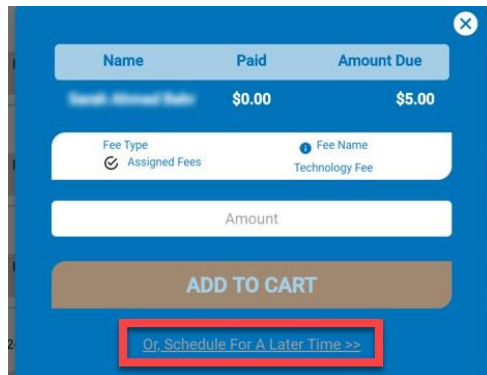 Name Paid Amount Due
$0.00 $5.00
Fee Type Fee Name
Assigned Fees Technology Fee
Amount
ADD TO CART
Or, Schedule For A Later Time >>